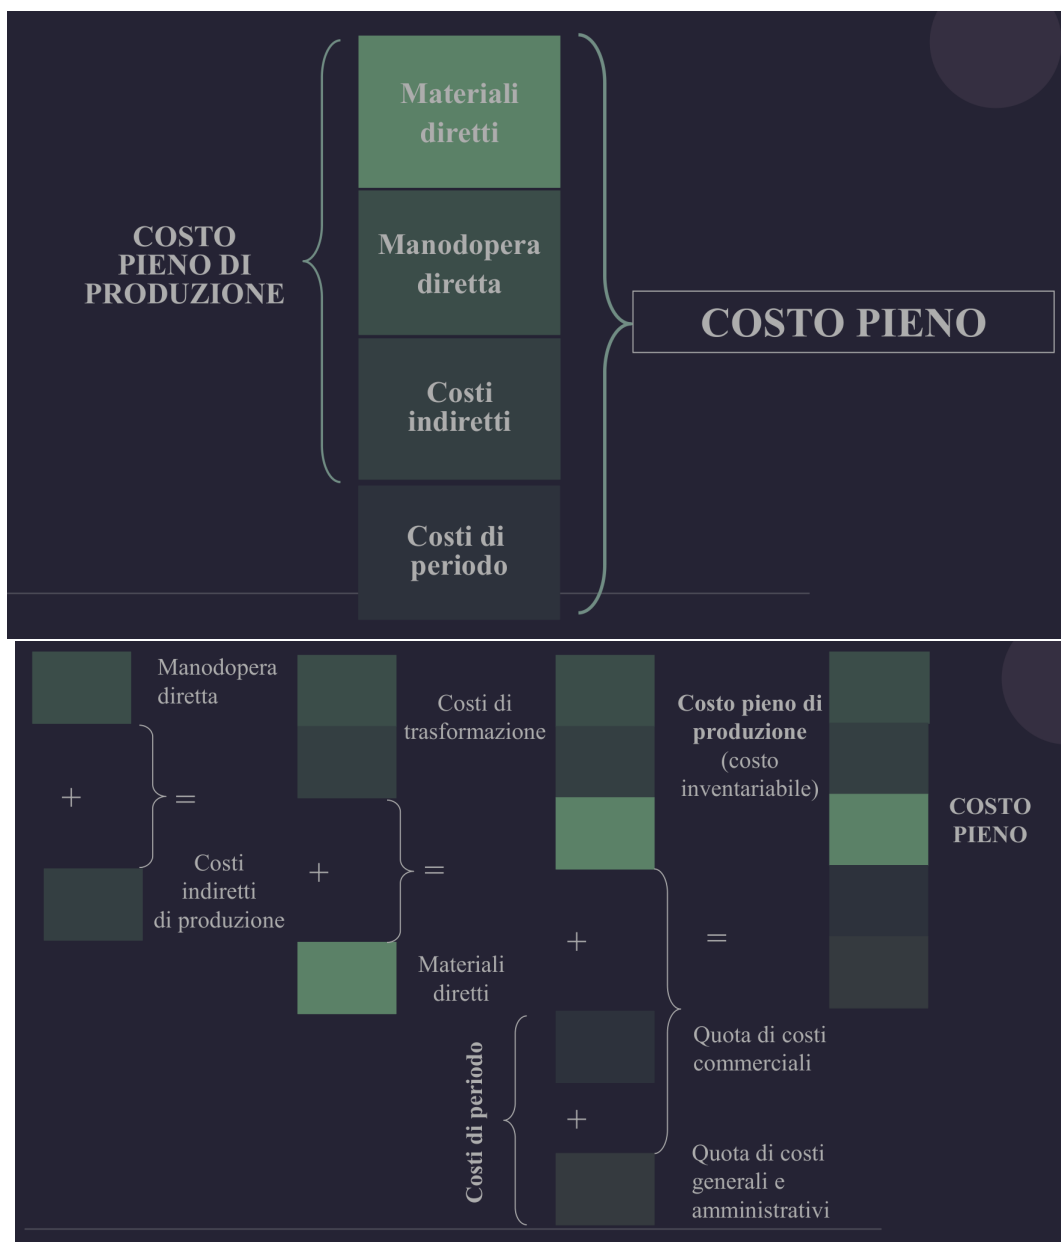 Materiali
diretti
COSTO
PIENO DI
PRODUZIONE
Manodopera
diretta
COSTO PIENO
Costi
indiretti
Costi di
periodo
Manodopera
diretta
+
=
Costi
indiretti
di produzione
Costi di
trasformazione
+
=
Materiali
diretti
Costo pieno di
produzione
(costo
inventariabile)
+
=
COSTO
PIENO
Costi di periodo
Quota di costi
commerciali
+
Quota di costi
generali e
amministrativi